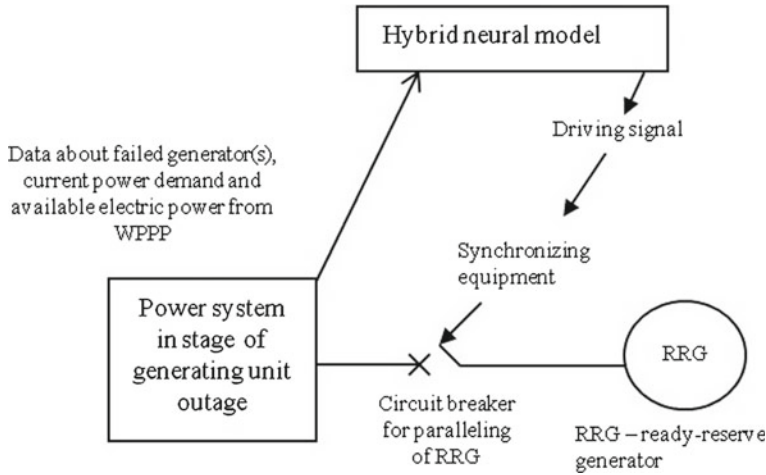 Hybrid neural model
Driving signal
Data about failed generator(s),
current power demand and
available electric power from
WPPP
Synchronizing
equipment
Power system
in stage of
generating unit
outage
RRG
Circuit breaker
for paralleling
of RRG
RRG – ready-reserve
generator